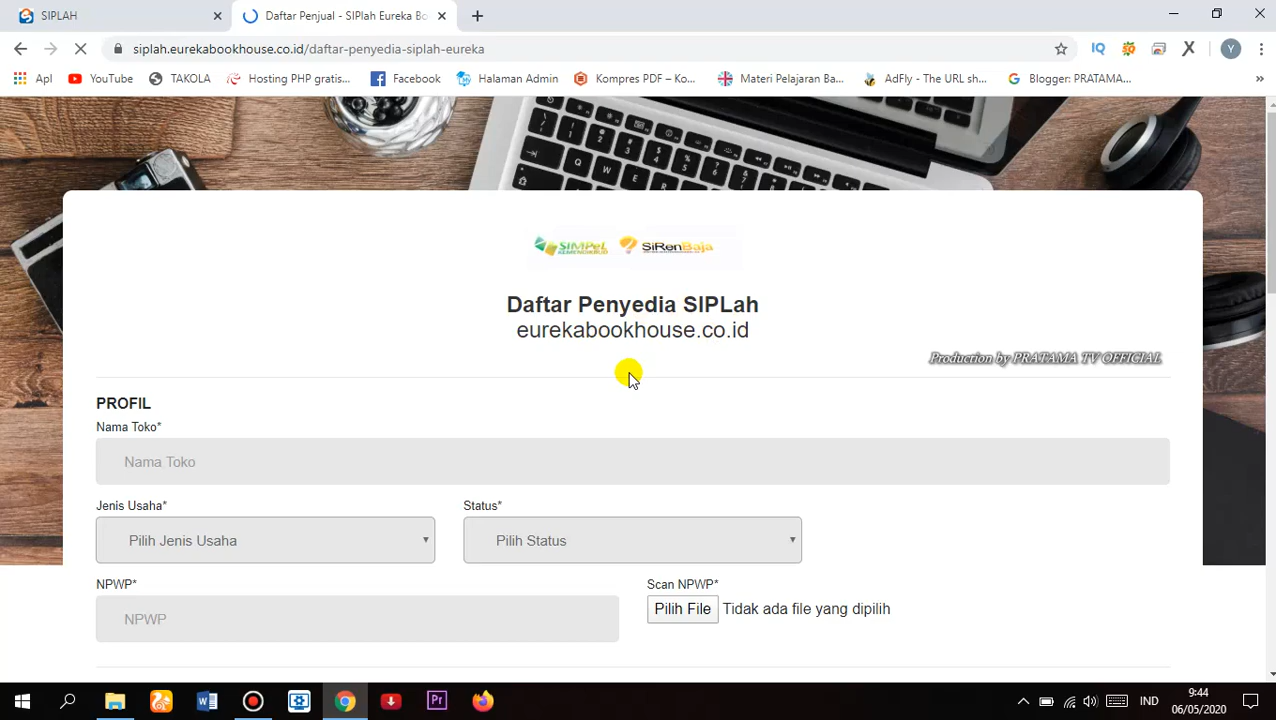 SIPLAH
Daftar Penjual - SIPlah Eureka Bo
siplah.eurekabookhouse.co.id/daftar-penyedia-siplah-eureka
IQ
Y
Apl
YouTube
TAKOLA
Hosting PHP gratis...
Facebook
Halaman Admin
Kompres PDF – Ko...
Materi Pelajaran Ba...
AdFly - The URL sh...
Blogger: PRATAMA...
SIMPeL
KEMENDIKBUD
SiRenBaja
Daftar Penyedia SIPLah
eurekabookhouse.co.id
Production by PRATAMA TV OFFICIAL
PROFIL
Nama Toko*
Nama Toko
Jenis Usaha*
Status*
Pilih Jenis Usaha
Pilih Status
NPWP*
Scan NPWP*
NPWP
Pilih File
Tidak ada file yang dipilih
Pr
IND
9:44
06/05/2020